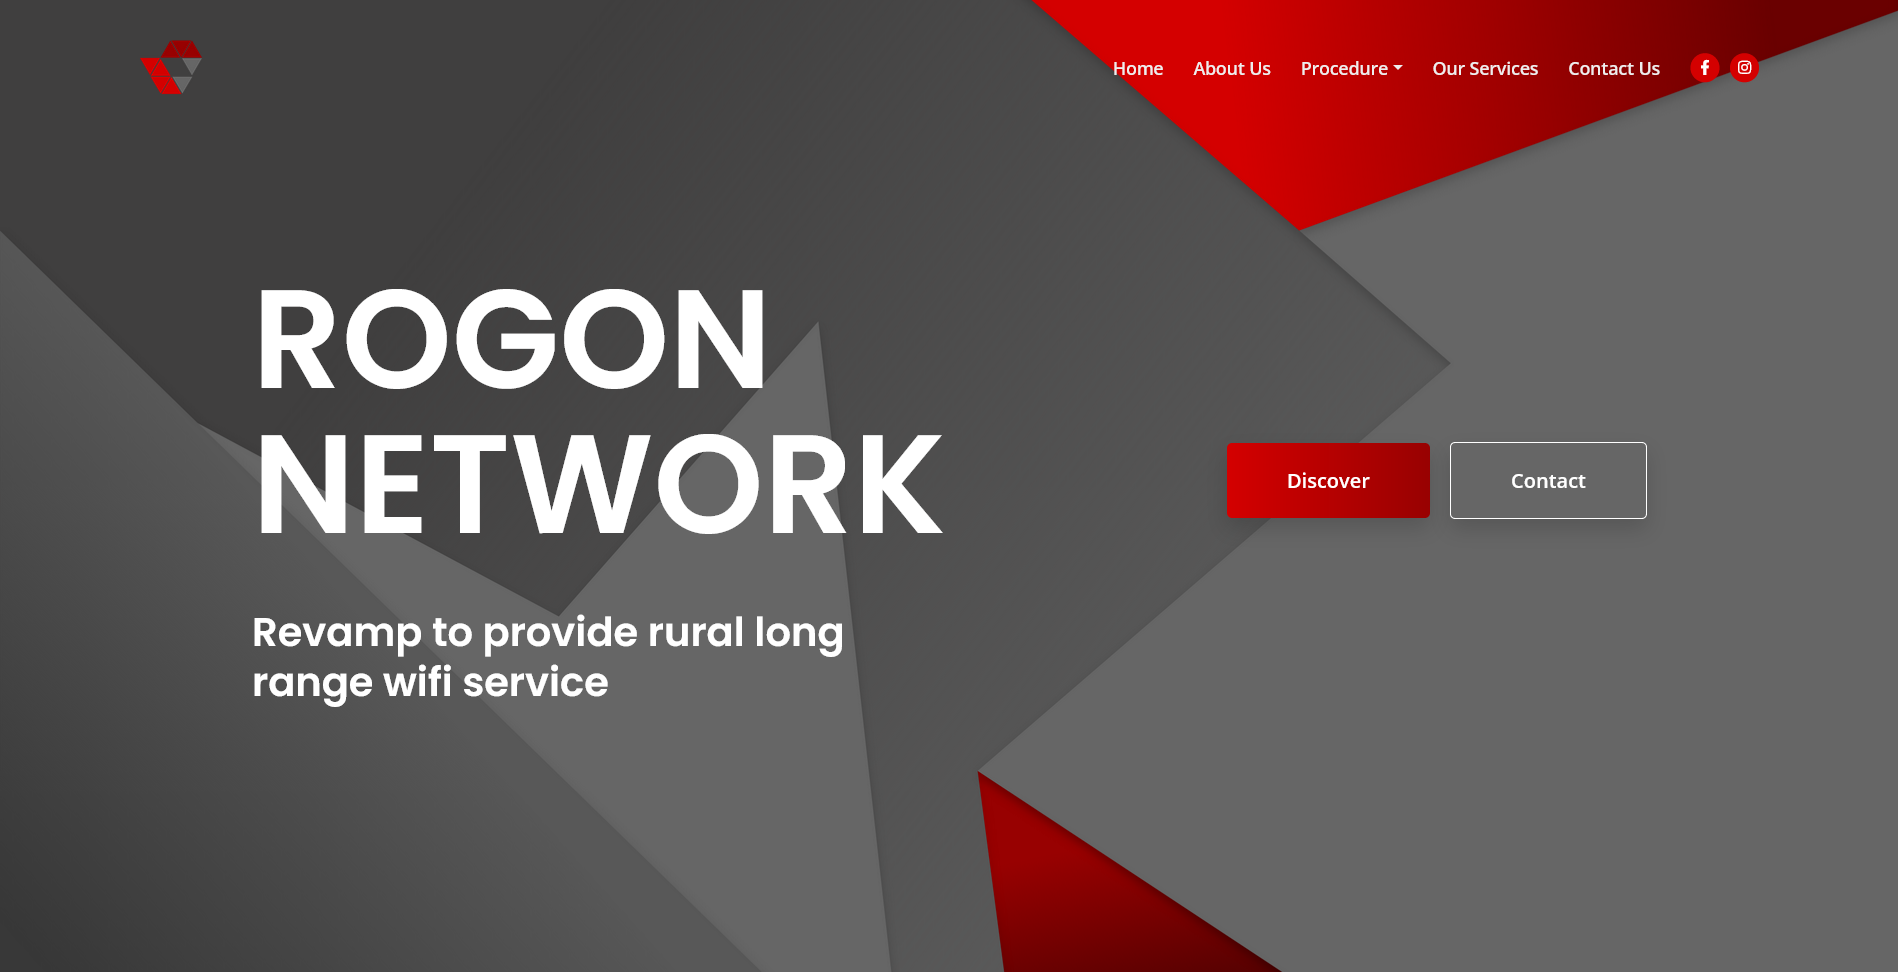 Home About Us Procedure Our Services Contact Us
ROGON
NETWORK
Discover Contact
Revamp to provide rural long
range wifi service